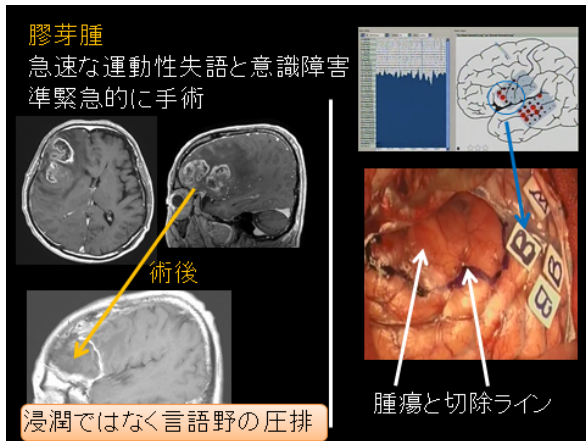 膠芽腫
急速な運動性失語と意識障害
準緊急的に手術
術後
浸潤ではなく言語野の圧排
B
B
腫瘍と切除ライン